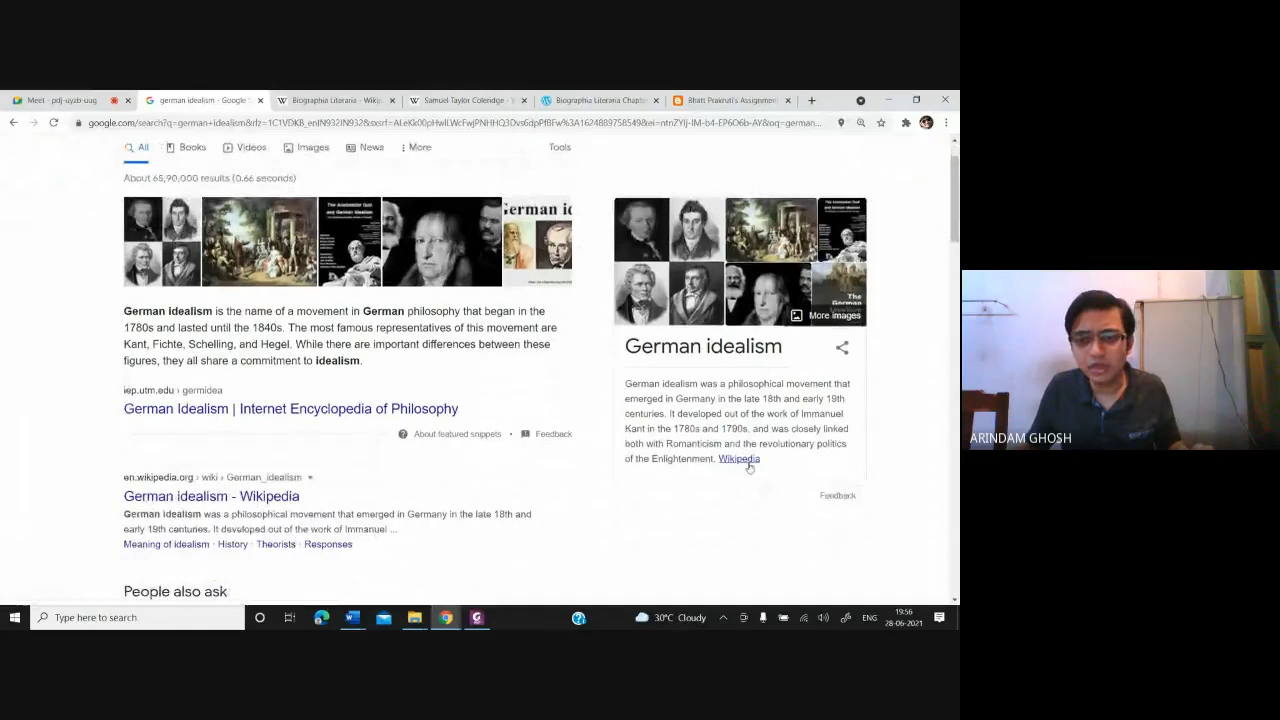 Meet - pdj-uyzb-uug
german idealism - Google S
Biographia Literaria - Wikip
Samuel Taylor Coleridge - W
Biographia Literaria Chapte
Bhatt Prakruti's Assignment
All
Books
Videos
Images
News
More
Tools
About 65,90,000 results (0.66 seconds)
German id
More images
German idealism is the name of a movement in German philosophy that began in the
1780s and lasted until the 1840s. The most famous representatives of this movement are
Kant, Fichte, Schelling, and Hegel. While there are important differences between these
figures, they all share a commitment to idealism.
iep.utm.edu › germidea
German Idealism | Internet Encyclopedia of Philosophy
About featured snippets • Feedback
en.wikipedia.org › wiki › German_idealism
German idealism - Wikipedia
German idealism was a philosophical movement that emerged in Germany in the late 18th and
early 19th centuries. It developed out of the work of Immanuel ...
Meaning of idealism · History · Theorists · Responses
People also ask
German idealism
German idealism was a philosophical movement that
emerged in Germany in the late 18th and early 19th
centuries. It developed out of the work of Immanuel
Kant in the 1780s and 1790s, and was closely linked
both with Romanticism and the revolutionary politics
of the Enlightenment. Wikipedia
Feedback
ARINDAM GHOSH
Type here to search
30°C Cloudy
ENG
19:56
28-06-2021